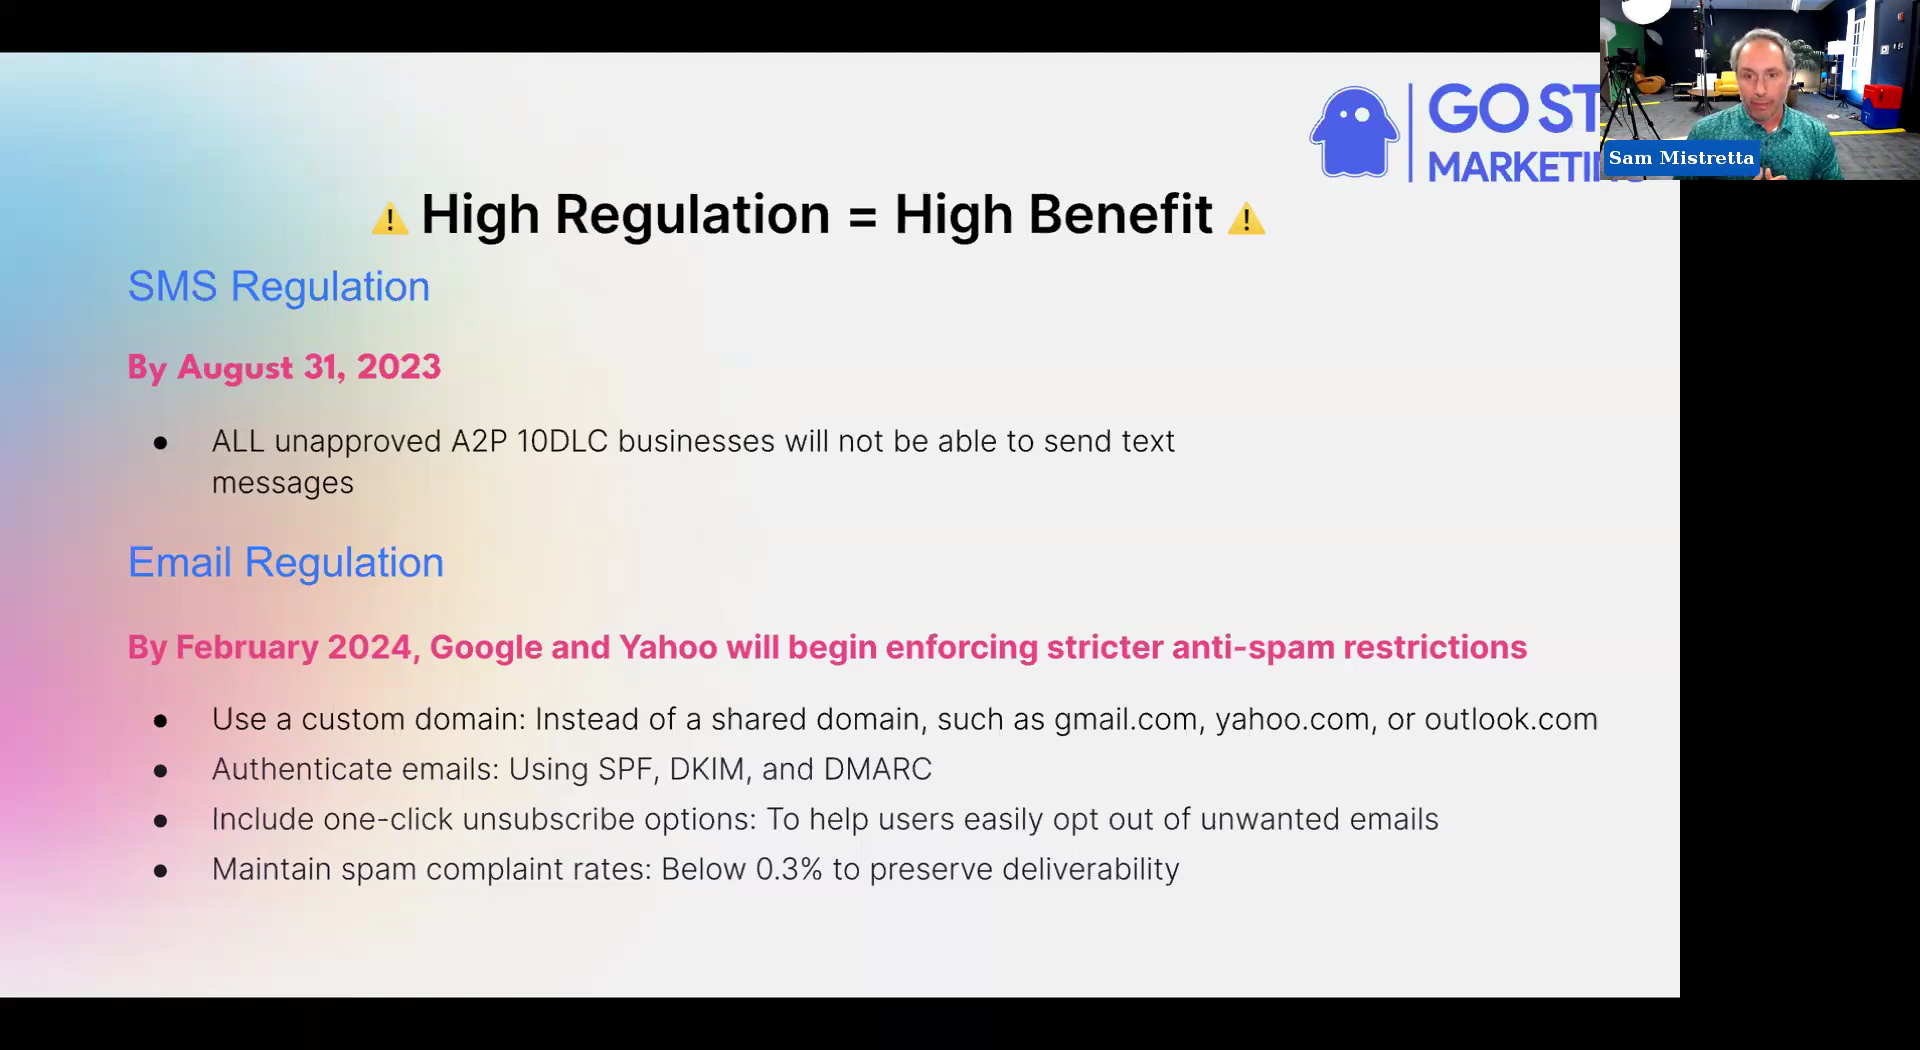 GO ST
MARKETI
Sam Mistretta
⚠ High Regulation = High Benefit ⚠
SMS Regulation
By August 31, 2023
● ALL unapproved A2P 10DLC businesses will not be able to send text
messages
Email Regulation
By February 2024, Google and Yahoo will begin enforcing stricter anti-spam restrictions
● Use a custom domain: Instead of a shared domain, such as gmail.com, yahoo.com, or outlook.com
● Authenticate emails: Using SPF, DKIM, and DMARC
● Include one-click unsubscribe options: To help users easily opt out of unwanted emails
● Maintain spam complaint rates: Below 0.3% to preserve deliverability